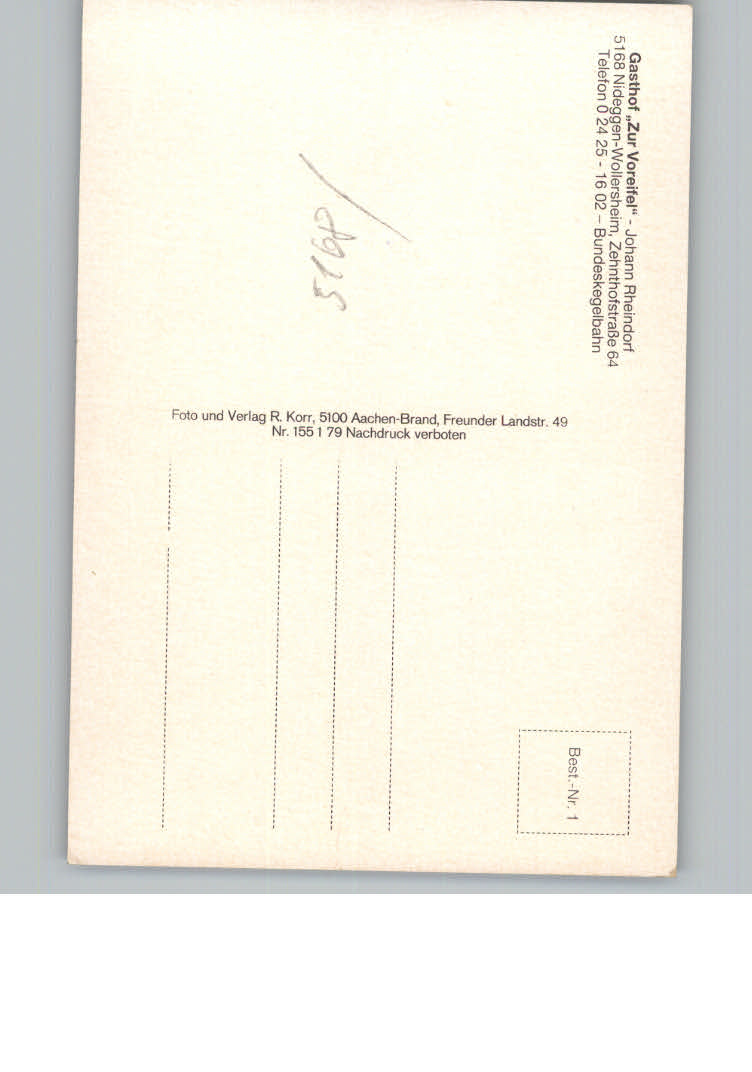 Gasthof „Zur Voreifel“ - Johann Rheindorf
5168 Nideggen-Wollersheim, Zehnthofstraße 64
Telefon 0 24 25 - 16 02 – Bundeskegelbahn
Foto und Verlag R. Korr, 5100 Aachen-Brand, Freunder Landstr. 49
Nr. 155 1 79 Nachdruck verboten
Best.-Nr. 1